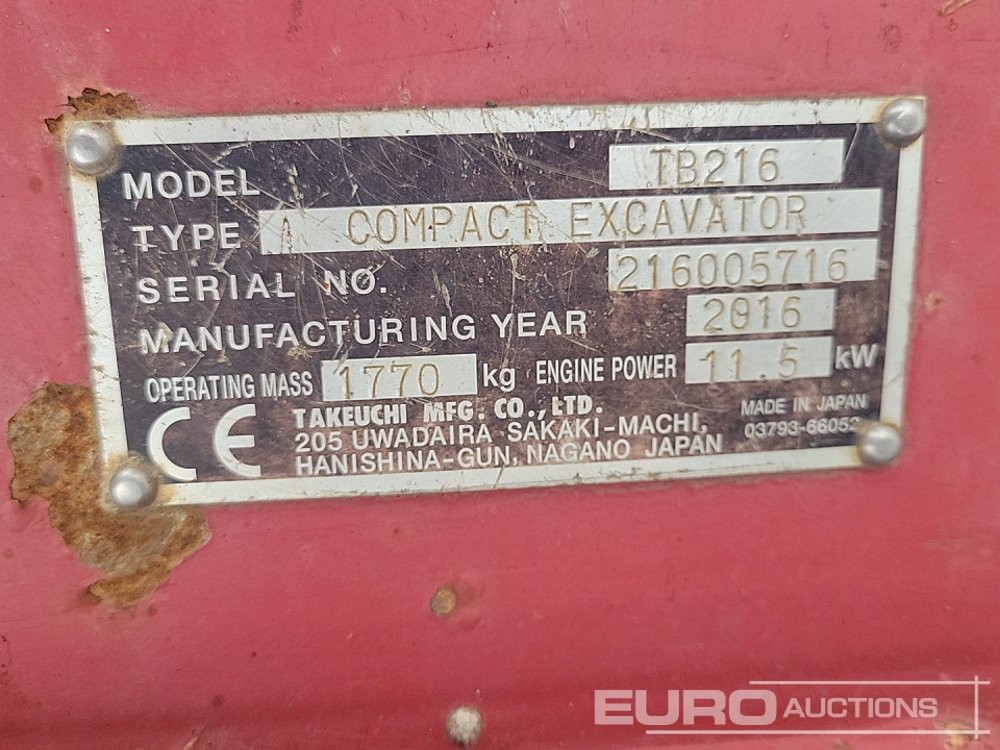 MODEL TB216
TYPE A COMPACT EXCAVATOR
SERIAL NO. 216005716
MANUFACTURING YEAR 2016
OPERATING MASS 1770 kg ENGINE POWER 11.5 kW
CE TAKEUCHI MFG. CO., LTD.
205 UWADAIRA SAKAKI-MACHI,
HANISHINA-GUN, NAGANO JAPAN
MADE IN JAPAN
03793-66052
EURO AUCTIONS